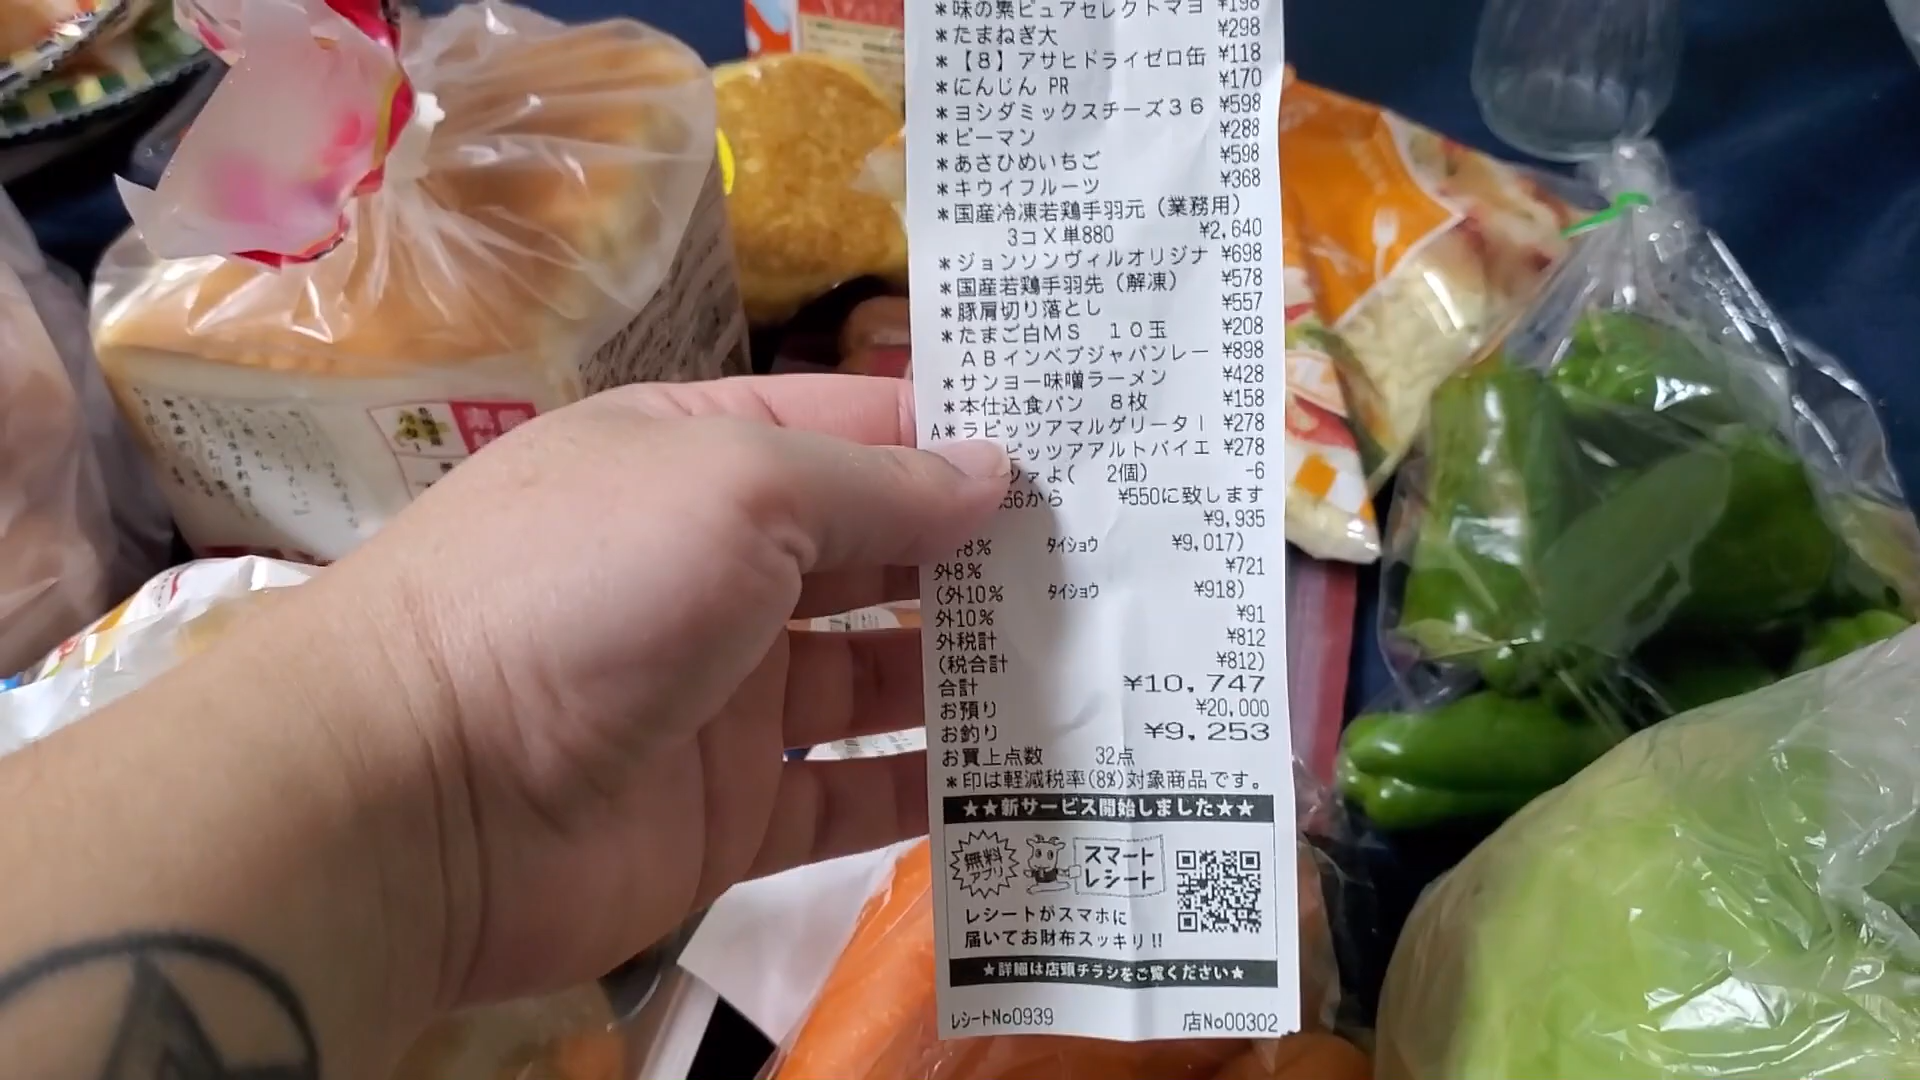 *味の素ピュアセレクトマヨ ¥198
*たまねぎ大 ¥298
*【8】アサヒドライゼロ缶 ¥118
*にんじん PR ¥170
*ヨシダミックスチーズ36 ¥598
*ピーマン ¥288
*あさひめいちご ¥598
*キウイフルーツ ¥368
*国産冷凍若鶏手羽元(業務用)
3コX単880 ¥2,640
*ジョンソンヴィルオリジナ ¥698
*国産若鶏手羽先(解凍) ¥578
*豚肩切り落とし ¥557
*たまご白MS 10玉 ¥208
ABインベブジャパンレー ¥898
*サンヨー味噌ラーメン ¥428
*本仕込食パン 8枚 ¥158
A*ラピッツアマルゲリータI ¥278
ピッツアアルトバイエ ¥278
ツァよ( 2個) -6
56から ¥550に致します
¥9,935
8% タイショウ ¥9,017)
外8% ¥721
(外10% タイショウ ¥918)
外10% ¥91
外税計 ¥812
(税合計 ¥812)
合計 ¥10,747
お預り ¥20,000
お釣り ¥9,253
お買上点数 32点
*印は軽減税率(8%)対象商品です。
★★新サービス開始しました★★
無料
アプリ
スマート
レシート
レシートがスマホに
届いてお財布スッキリ!!
★詳細は店頭チラシをご覧ください★
レシートNo0939 店No00302